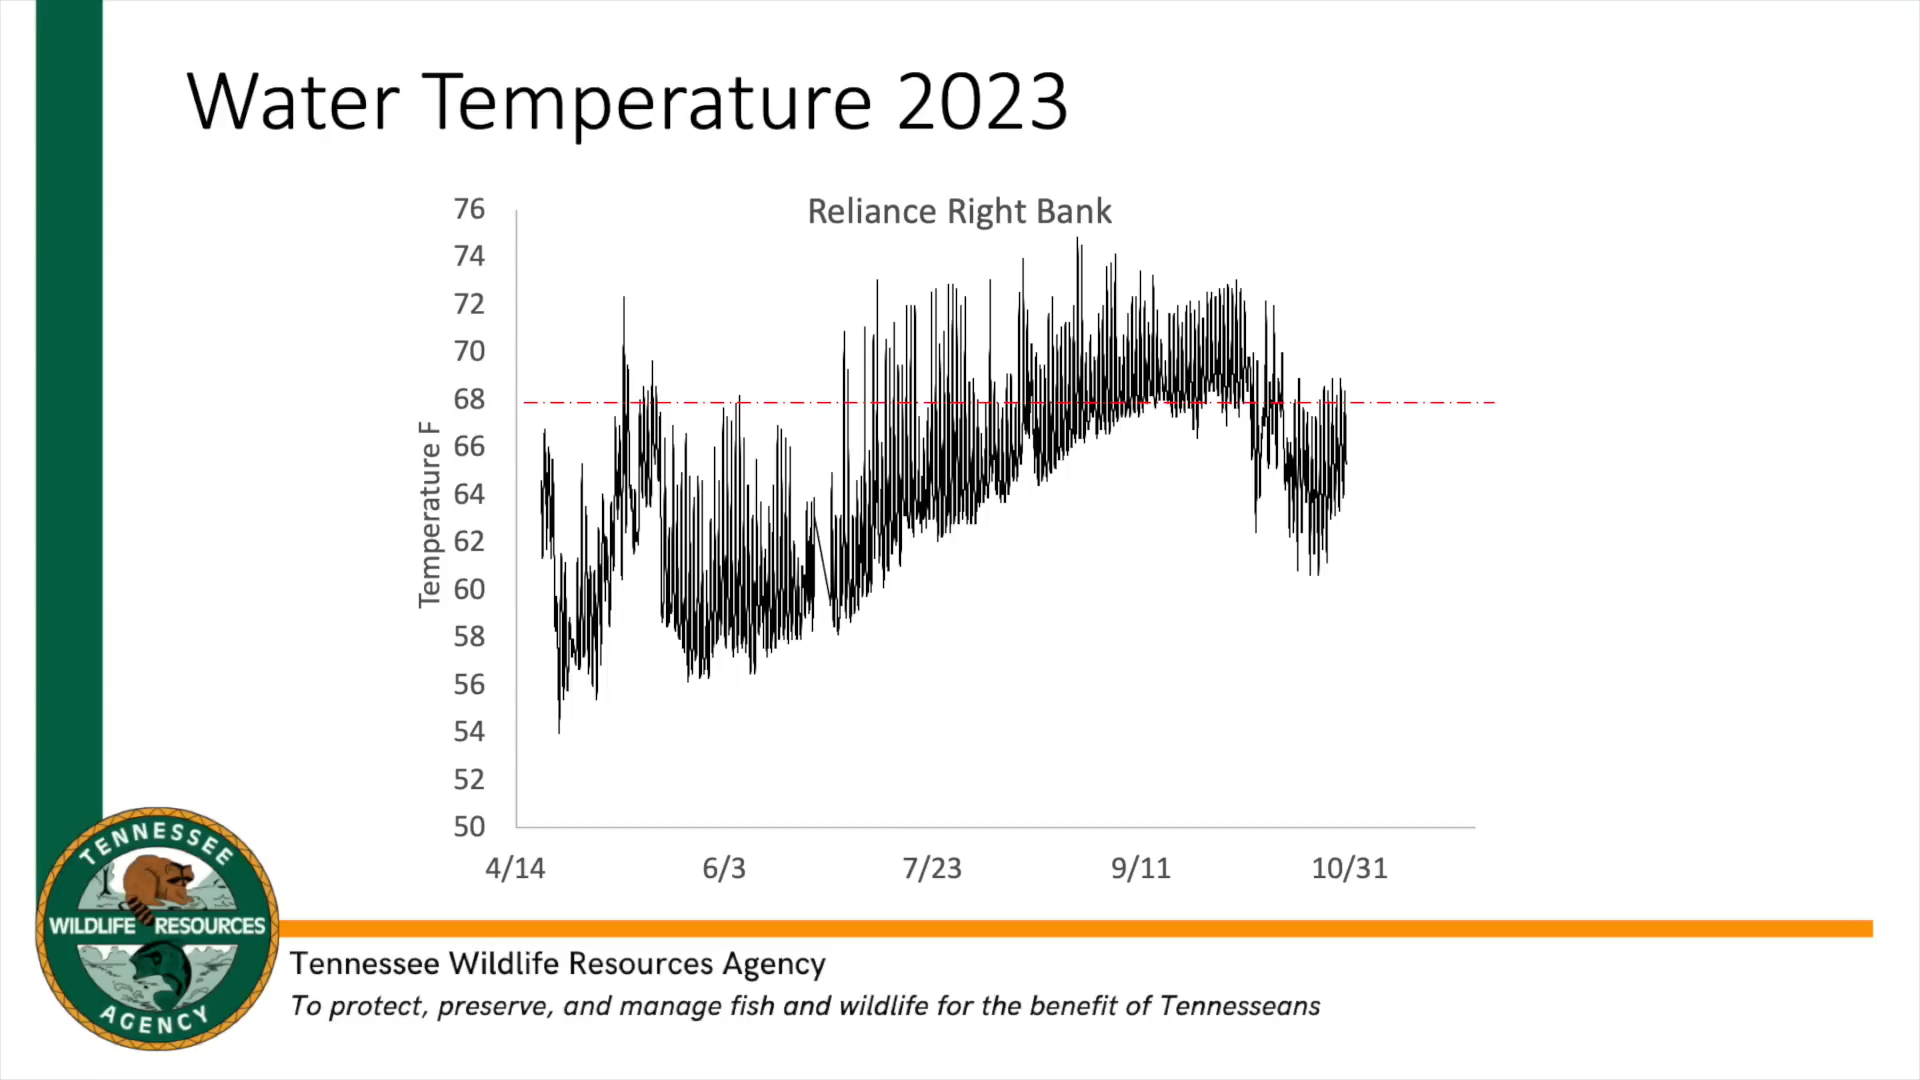 Water Temperature 2023
Reliance Right Bank
Temperature F
76
74
72
70
68
66
64
62
60
58
56
54
52
50
4/14 6/3 7/23 9/11 10/31
TENNESSEE
WILDLIFE RESOURCES
AGENCY
Tennessee Wildlife Resources Agency
To protect, preserve, and manage fish and wildlife for the benefit of Tennesseans